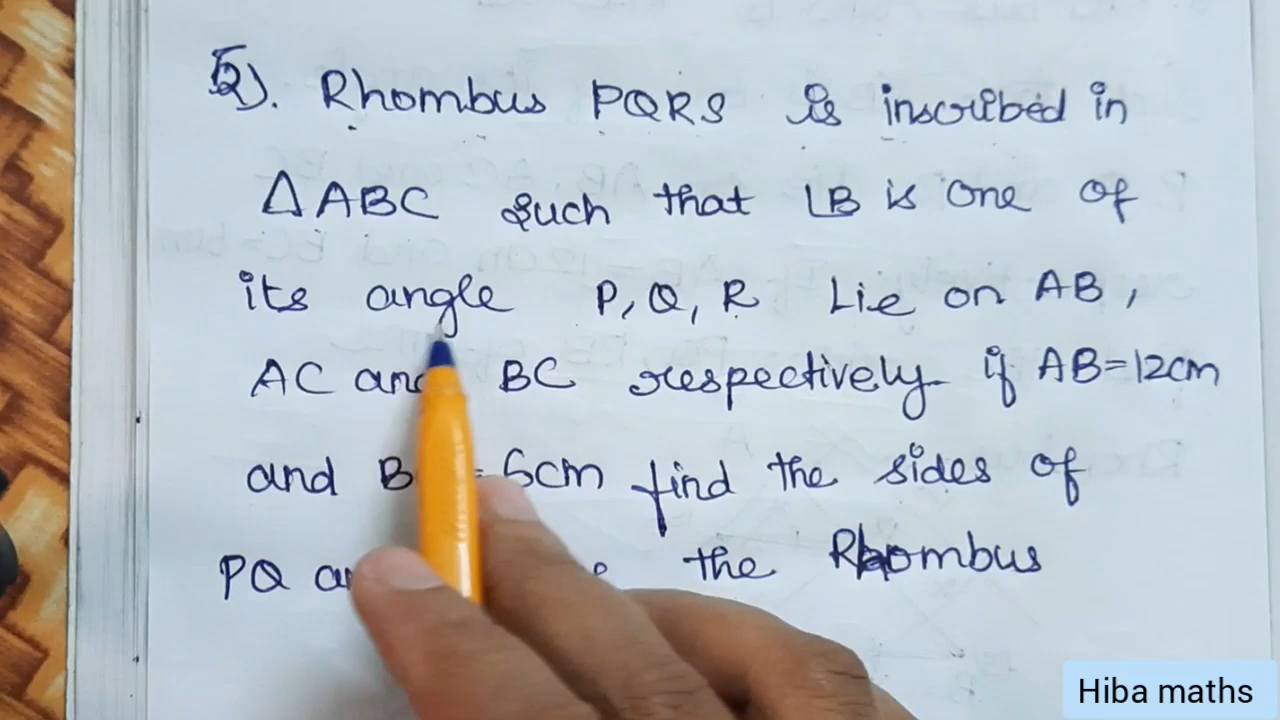 Q). Rhombus PQRS is inscribed in
△ABC such that ∠B is one of
its angle P, Q, R Lie on AB,
AC and BC respectively if AB=12cm
and B = 6cm find the sides of
PQ the Rhombus
Hiba maths